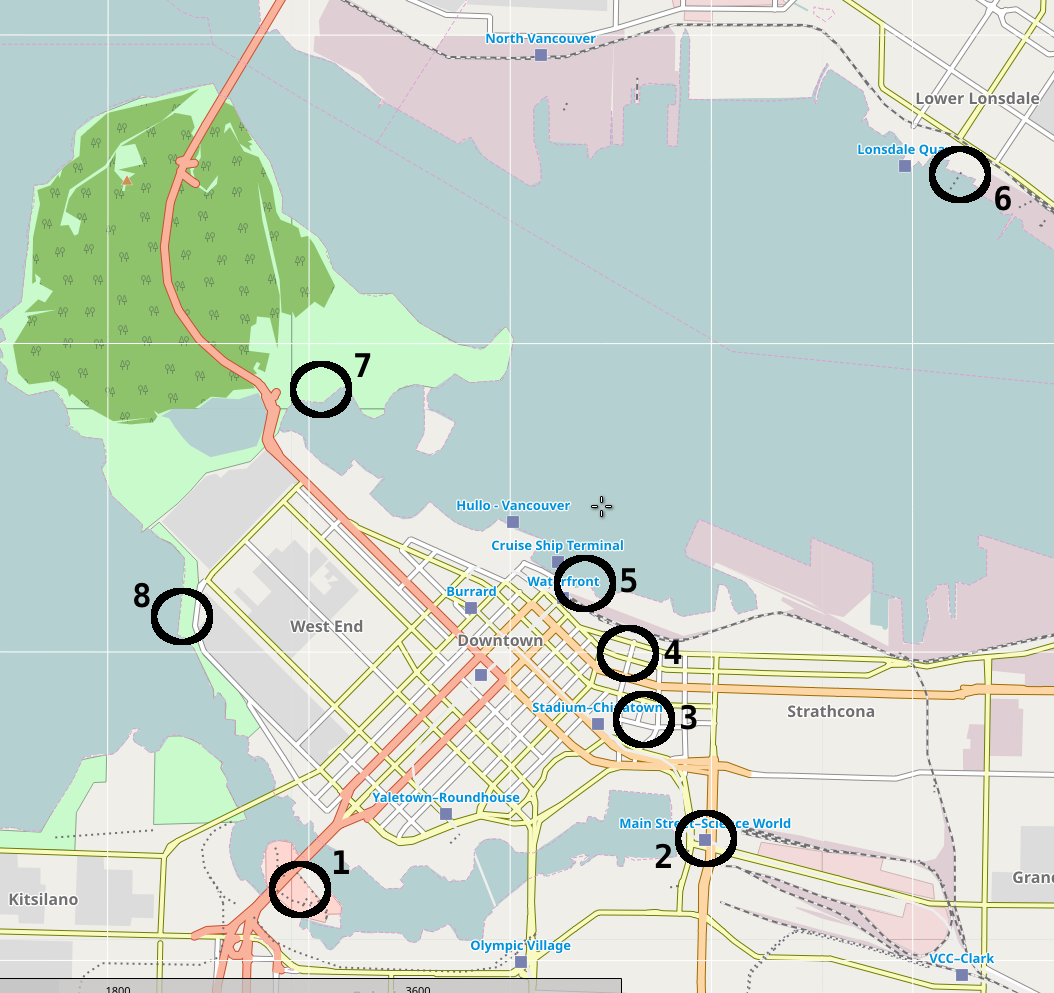 North Vancouver
Lower Lonsdale
Lonsdale Qua
6
7
Hullo - Vancouver
Cruise Ship Terminal
Waterfront
5
8
Burrard
West End
Downtown
4
Stadium–Chinatown
3
Strathcona
Yaletown–Roundhouse
Main Street–Science World
2
1
Kitsilano
Gran
Olympic Village
VCC–Clark
1800
3600